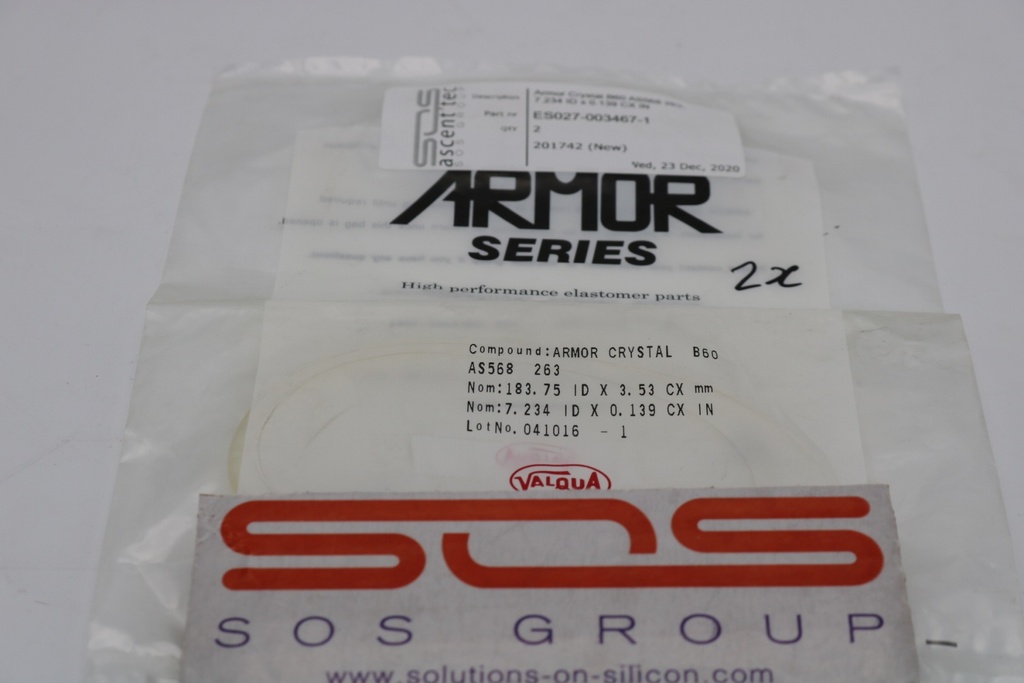 SOS
ascent tec
Description
Armor Crystal B60 AS568 263
7.234 ID x 0.139 CX IN
Part nr
ES027-003467-1
QTY
2
201742 (New)
Wed, 23 Dec, 2020
ARMOR
SERIES
High performance elastomer parts
2x
Compound:ARMOR CRYSTAL B60
AS568 263
Nom:183.75 ID X 3.53 CX mm
Nom:7.234 ID X 0.139 CX IN
LotNo. 041016 - 1
VALQUA
SOS
SOS GROUP
www.solutions-on-silicon.com